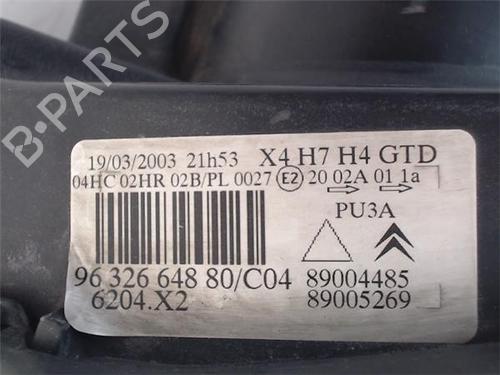 19/03/2003 21h53 X4 H7 H4 GTD
04HC 02HR 02B/PL 0027 E2 20 02A 01 1a
PU3A
96 326 648 80/C04 89004485
6204.X2 89005269
B-PARTS